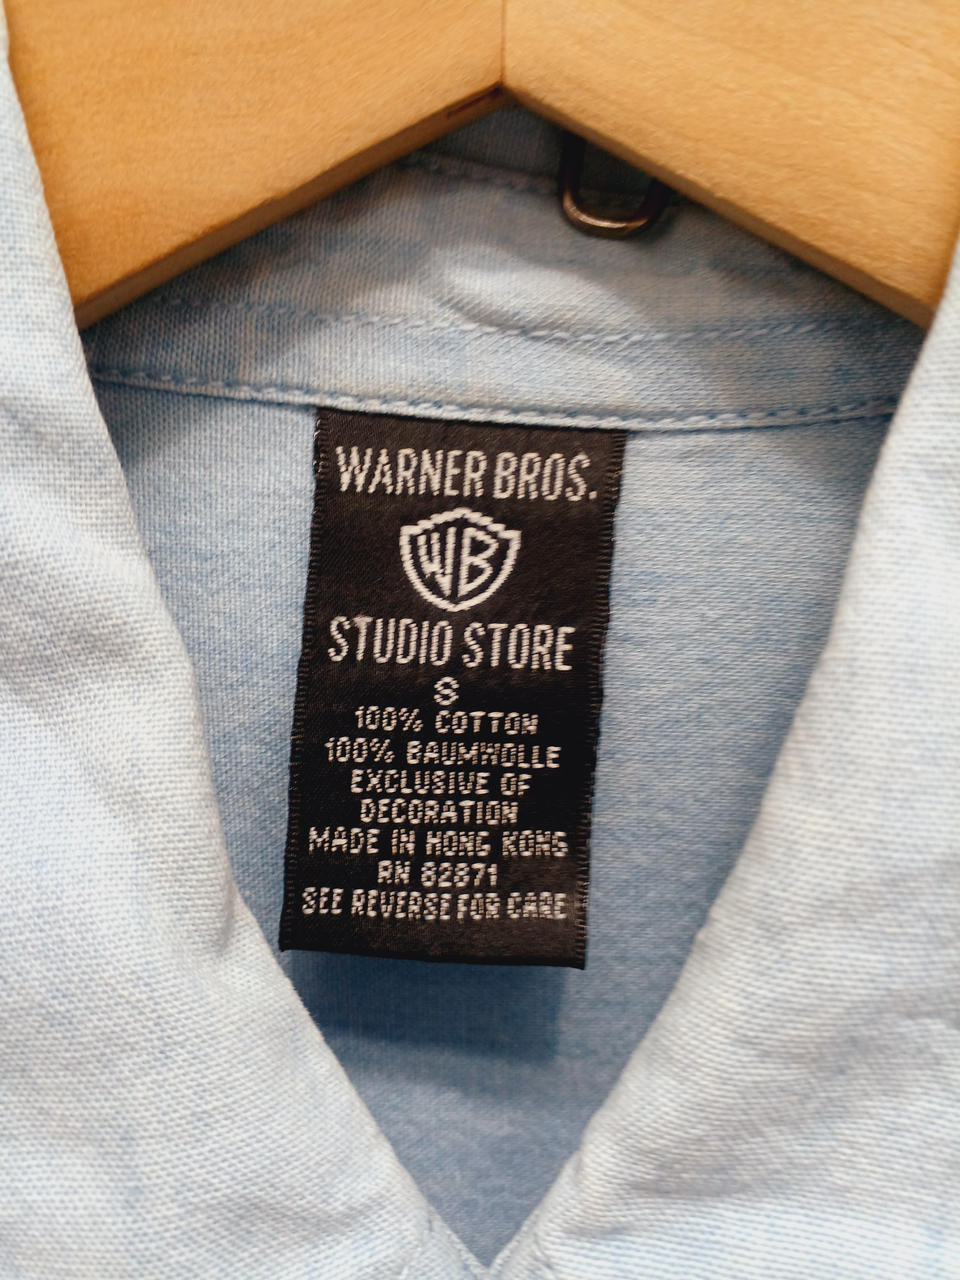 WARNER BROS.
WB
STUDIO STORE
S
100% COTTON
100% BAUMWOLLE
EXCLUSIVE OF
DECORATION
MADE IN HONG KONG
RN 82871
SEE REVERSE FOR CARE